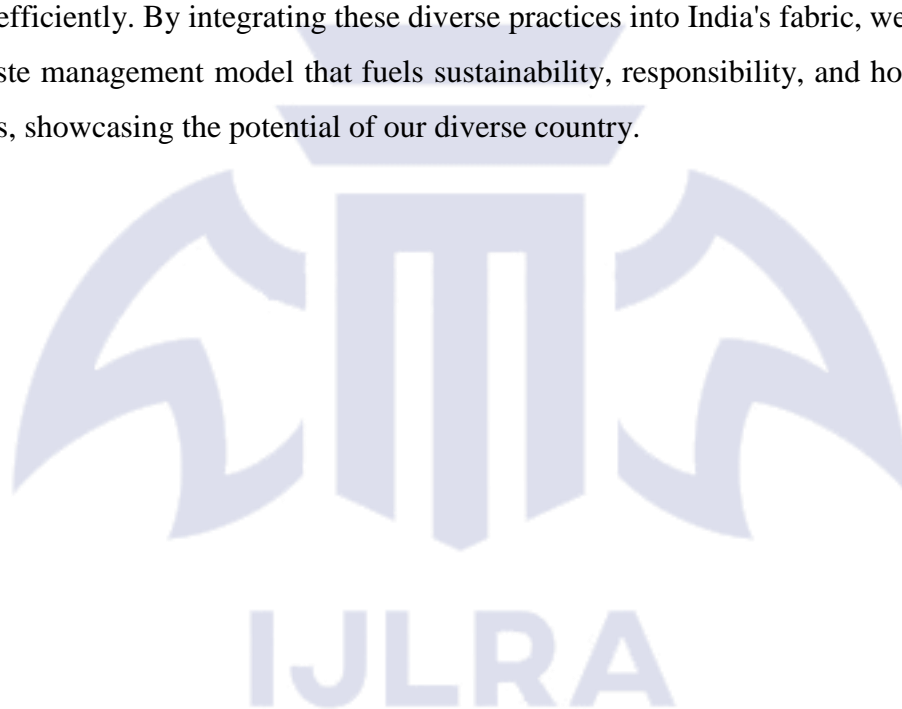 efficiently. By integrating these diverse practices into India's fabric, we
ste management model that fuels sustainability, responsibility, and ho
s, showcasing the potential of our diverse country.
IJLRA